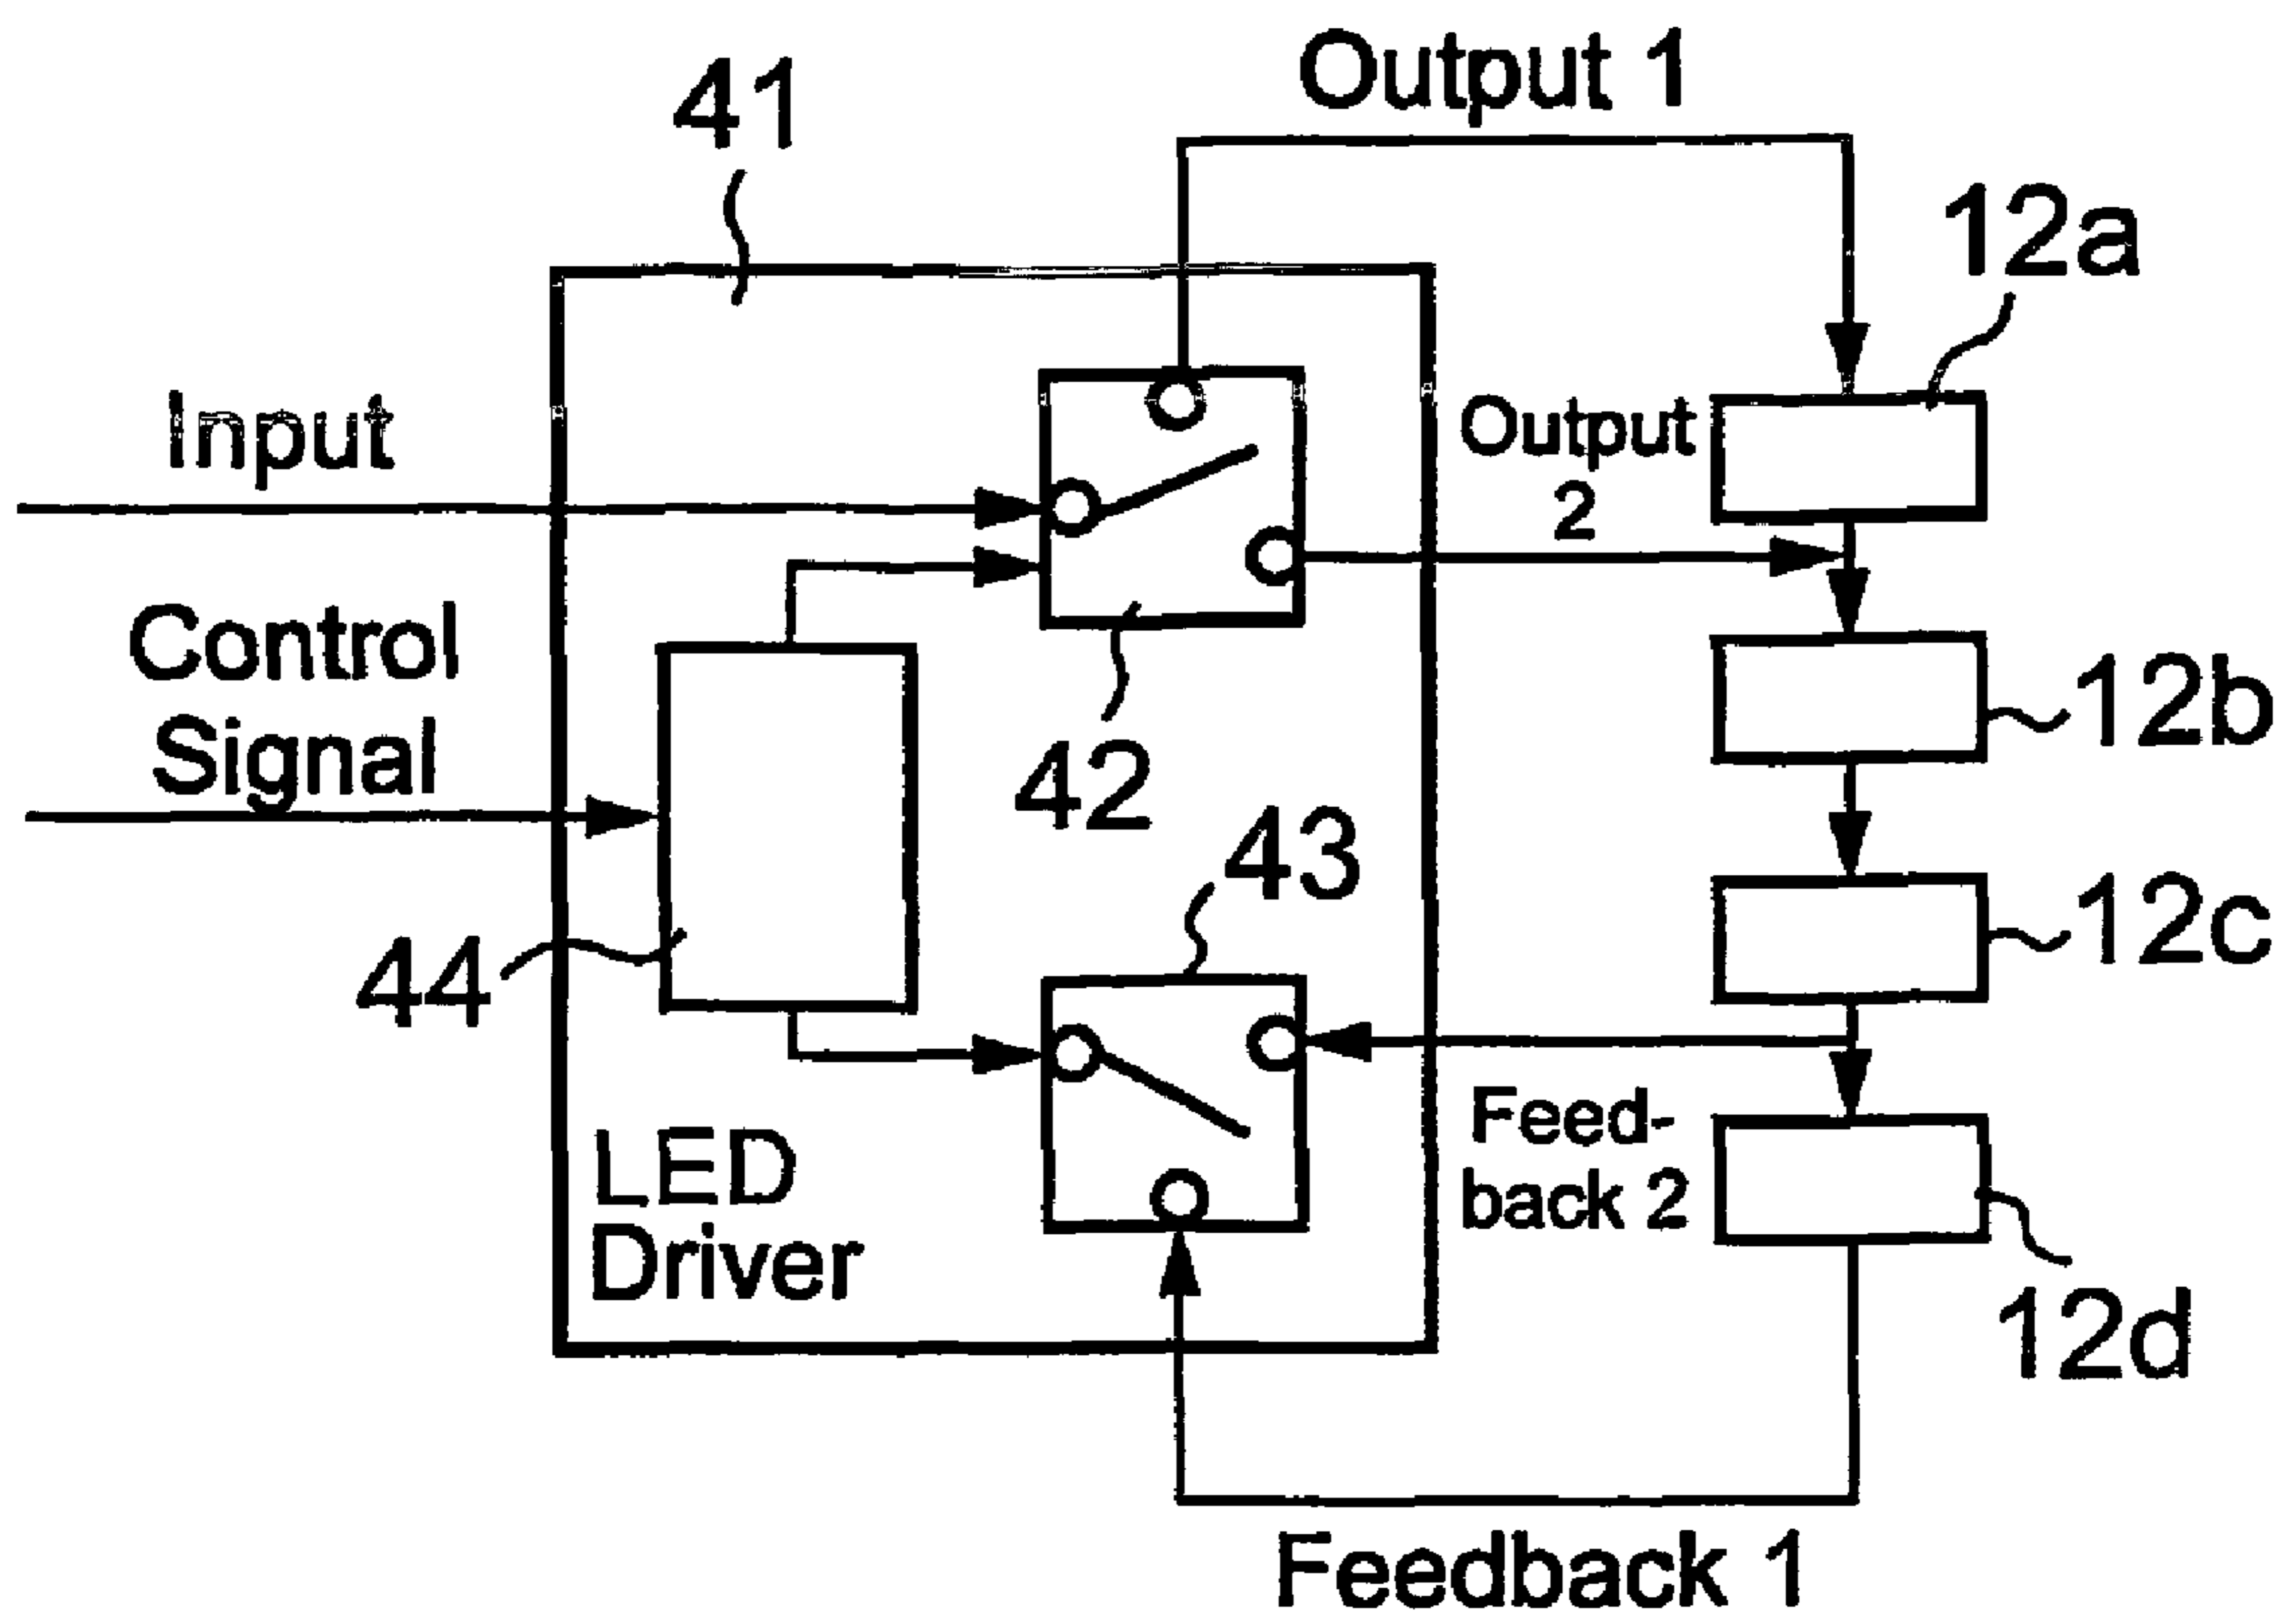 Output 1
41
12a
Input
Output
2
Control
Signal
12b
42
43
12c
44
Feed-
back 2
LED
Driver
12d
Feedback 1